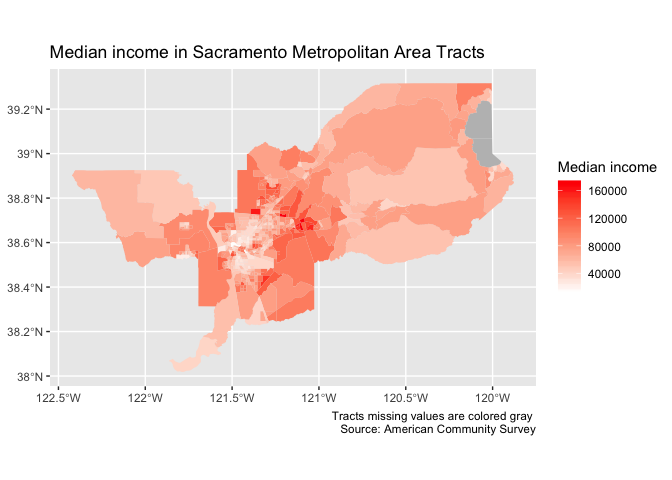 Median income in Sacramento Metropolitan Area Tracts
39.2°N
39°N
38.8°N
38.6°N
38.4°N
38.2°N
38°N
122.5°W 122°W 121.5°W 121°W 120.5°W 120°W
Median income
160000
120000
80000
40000
Tracts missing values are colored gray
Source: American Community Survey